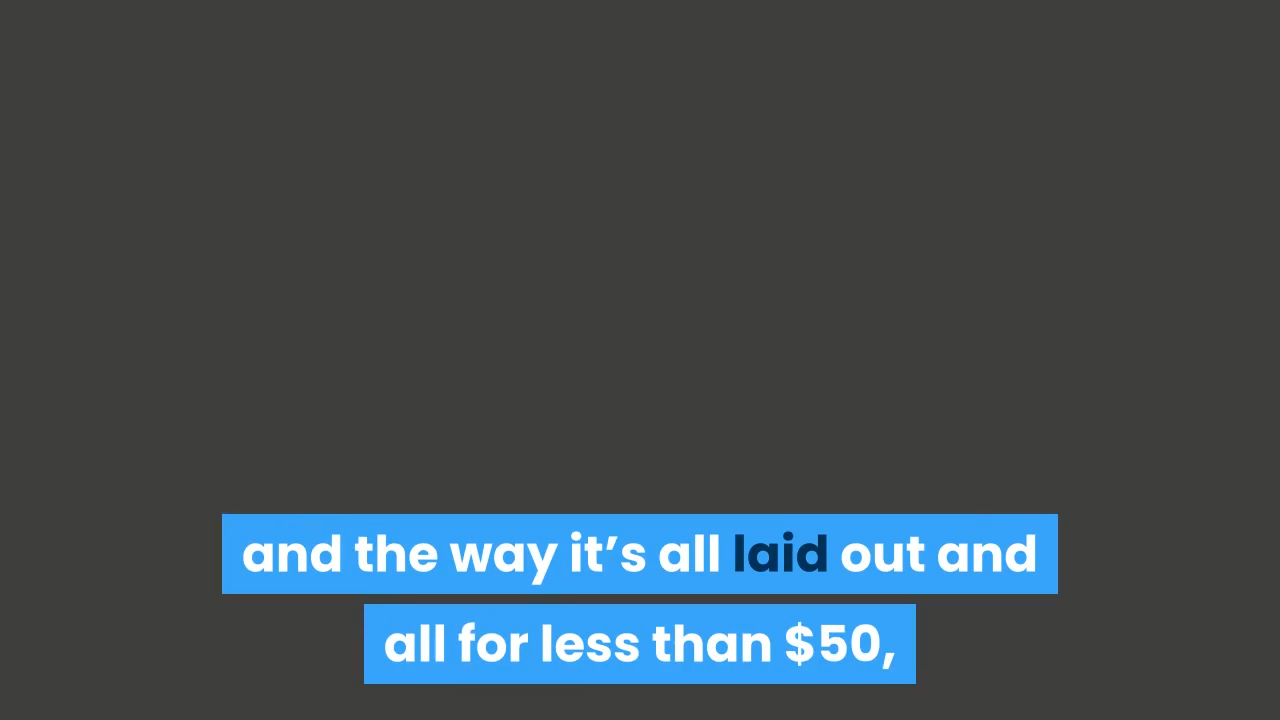 and the way it’s all laid out and
all for less than $50,